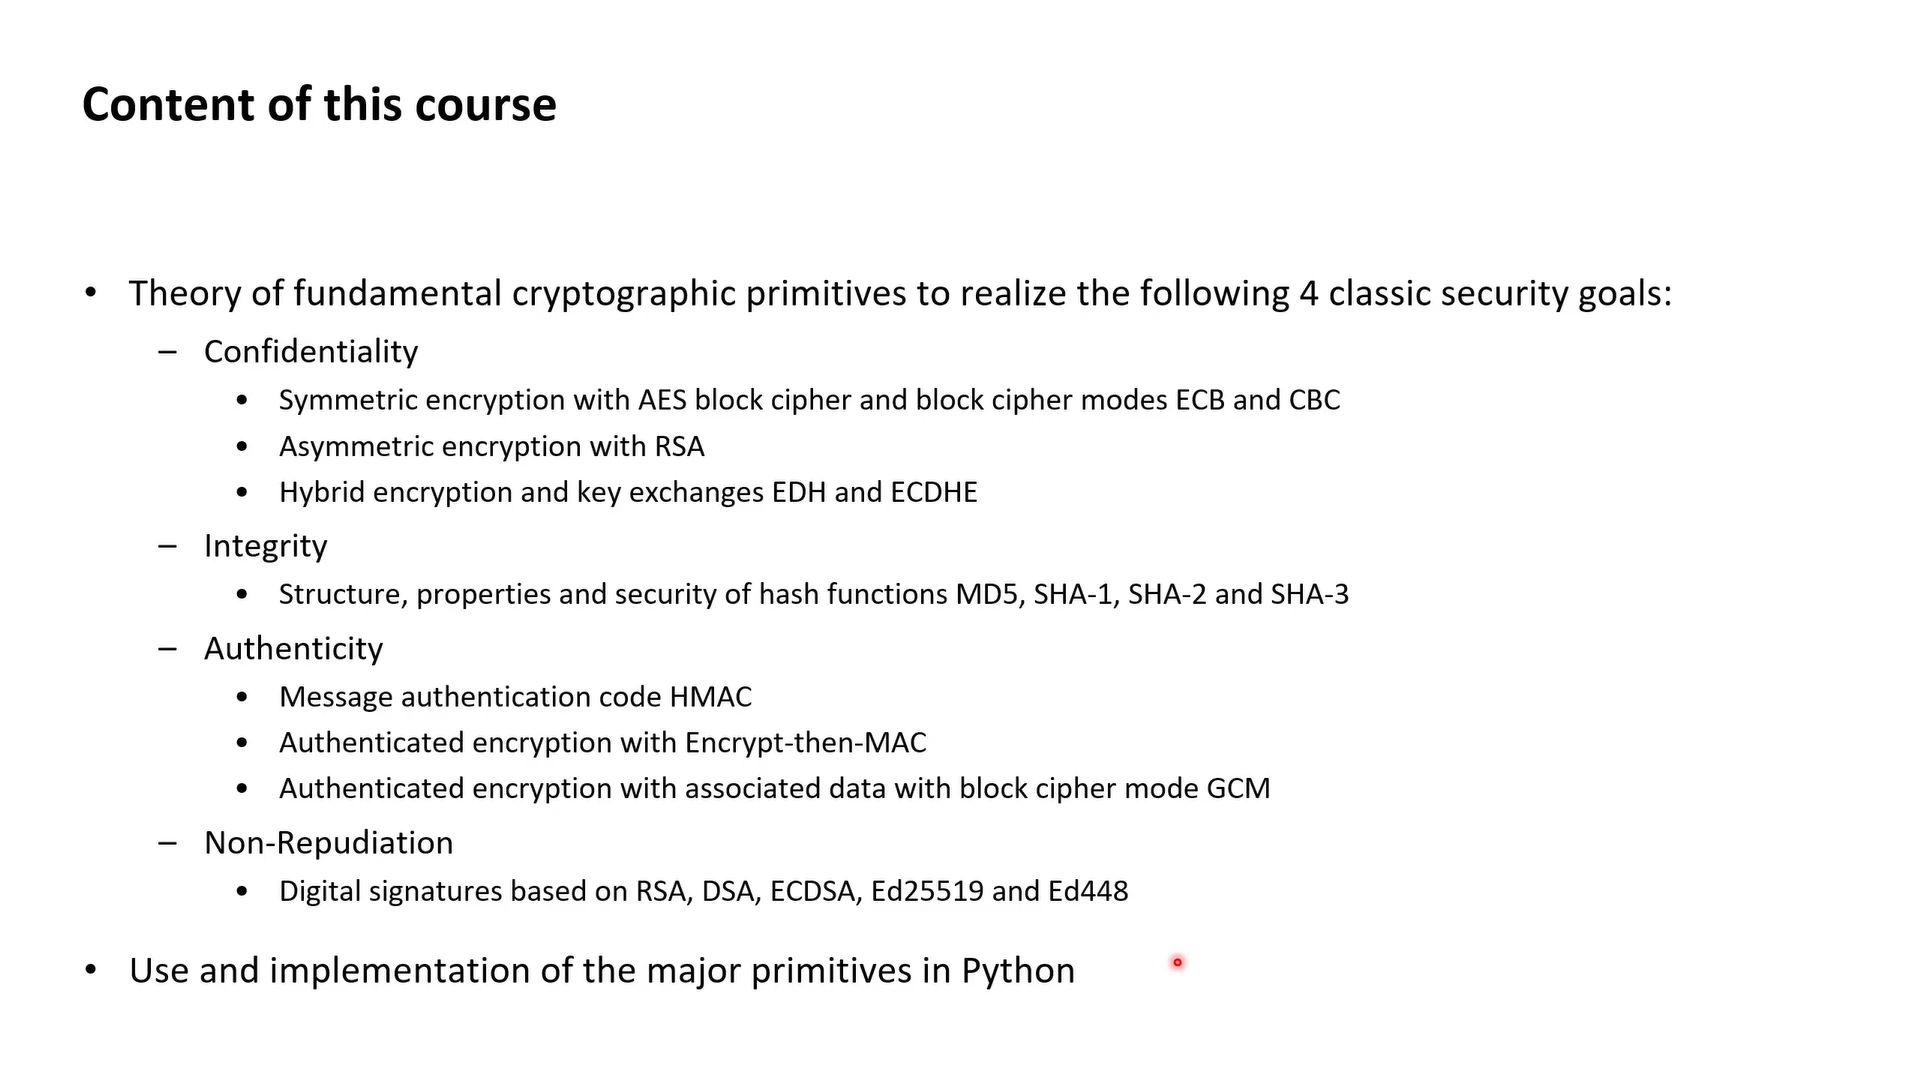 Content of this course
• Theory of fundamental cryptographic primitives to realize the following 4 classic security goals:
– Confidentiality
• Symmetric encryption with AES block cipher and block cipher modes ECB and CBC
• Asymmetric encryption with RSA
• Hybrid encryption and key exchanges EDH and ECDHE
– Integrity
• Structure, properties and security of hash functions MD5, SHA-1, SHA-2 and SHA-3
– Authenticity
• Message authentication code HMAC
• Authenticated encryption with Encrypt-then-MAC
• Authenticated encryption with associated data with block cipher mode GCM
– Non-Repudiation
• Digital signatures based on RSA, DSA, ECDSA, Ed25519 and Ed448
• Use and implementation of the major primitives in Python